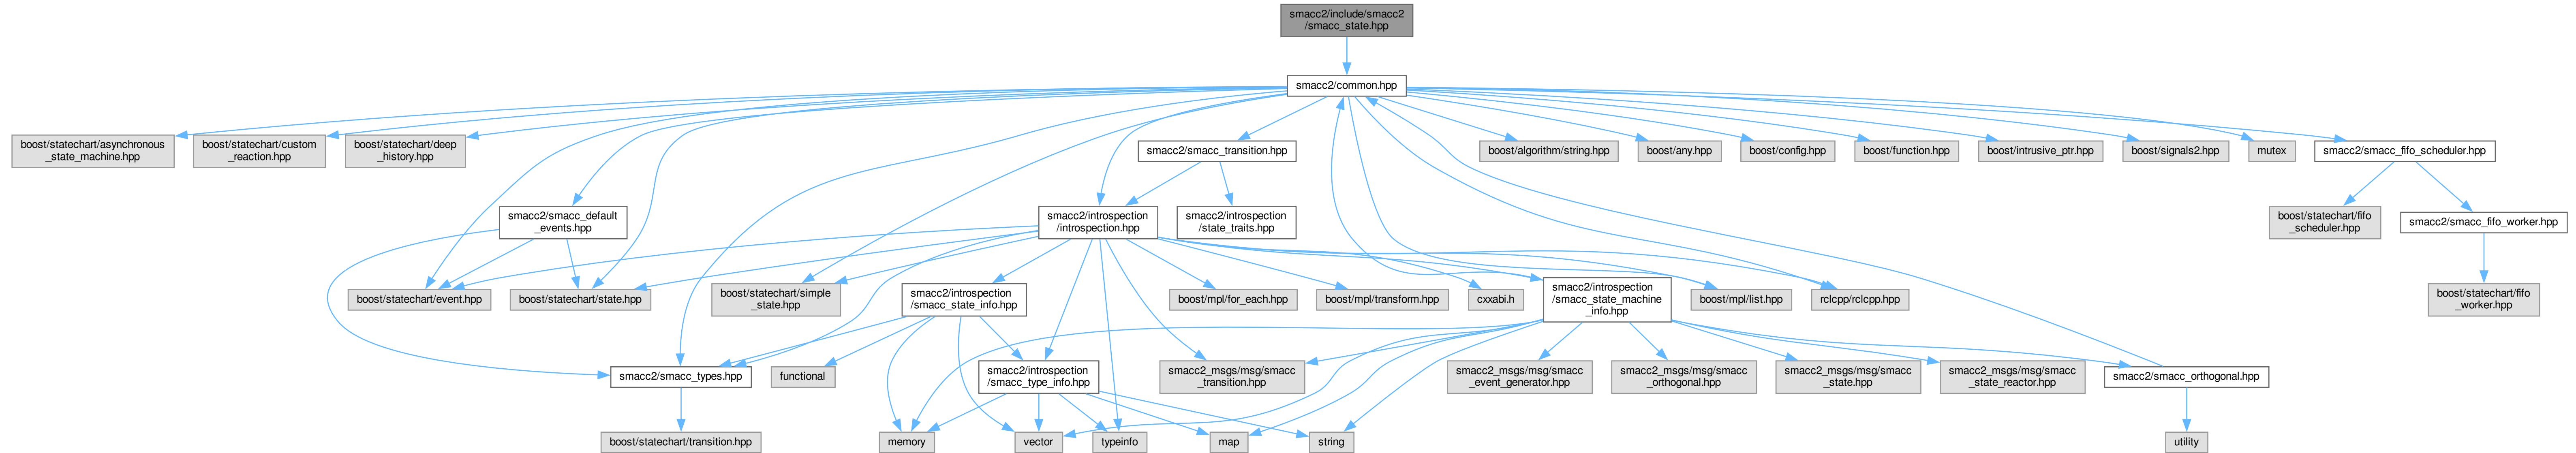 smacc2/include/smacc2
/smacc_state.hpp
smacc2/common.hpp
boost/statechart/asynchronous
_state_machine.hpp
boost/statechart/custom
_reaction.hpp
boost/statechart/deep
_history.hpp
smacc2/smacc_transition.hpp
boost/algorithm/string.hpp
boost/any.hpp
boost/config.hpp
boost/function.hpp
boost/intrusive_ptr.hpp
boost/signals2.hpp
mutex
smacc2/smacc_fifo_scheduler.hpp
smacc2/smacc_default
_events.hpp
smacc2/introspection
/introspection.hpp
smacc2/introspection
/state_traits.hpp
boost/statechart/fifo
_scheduler.hpp
smacc2/smacc_fifo_worker.hpp
boost/statechart/event.hpp
boost/statechart/state.hpp
boost/statechart/simple
_state.hpp
smacc2/introspection
/smacc_state_info.hpp
boost/mpl/for_each.hpp
boost/mpl/transform.hpp
cxxabi.h
smacc2/introspection
/smacc_state_machine
_info.hpp
boost/mpl/list.hpp
rclcpp/rclcpp.hpp
boost/statechart/fifo
_worker.hpp
smacc2/smacc_types.hpp
functional
smacc2/introspection
/smacc_type_info.hpp
smacc2_msgs/msg/smacc
_transition.hpp
smacc2_msgs/msg/smacc
_event_generator.hpp
smacc2_msgs/msg/smacc
_orthogonal.hpp
smacc2_msgs/msg/smacc
_state.hpp
smacc2_msgs/msg/smacc
_state_reactor.hpp
smacc2/smacc_orthogonal.hpp
boost/statechart/transition.hpp
memory
vector
typeinfo
map
string
utility